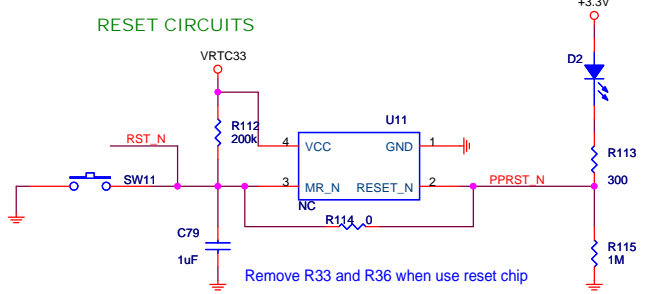 +3.3V
RESET CIRCUITS
VRTC33
D2
U11
R112
200k
RST_N
4
VCC
GND
1
R113
300
SW11
3
MR_N
RESET_N
2
PPRST_N
NC
R114 0
C79
1uF
R115
1M
Remove R33 and R36 when use reset chip